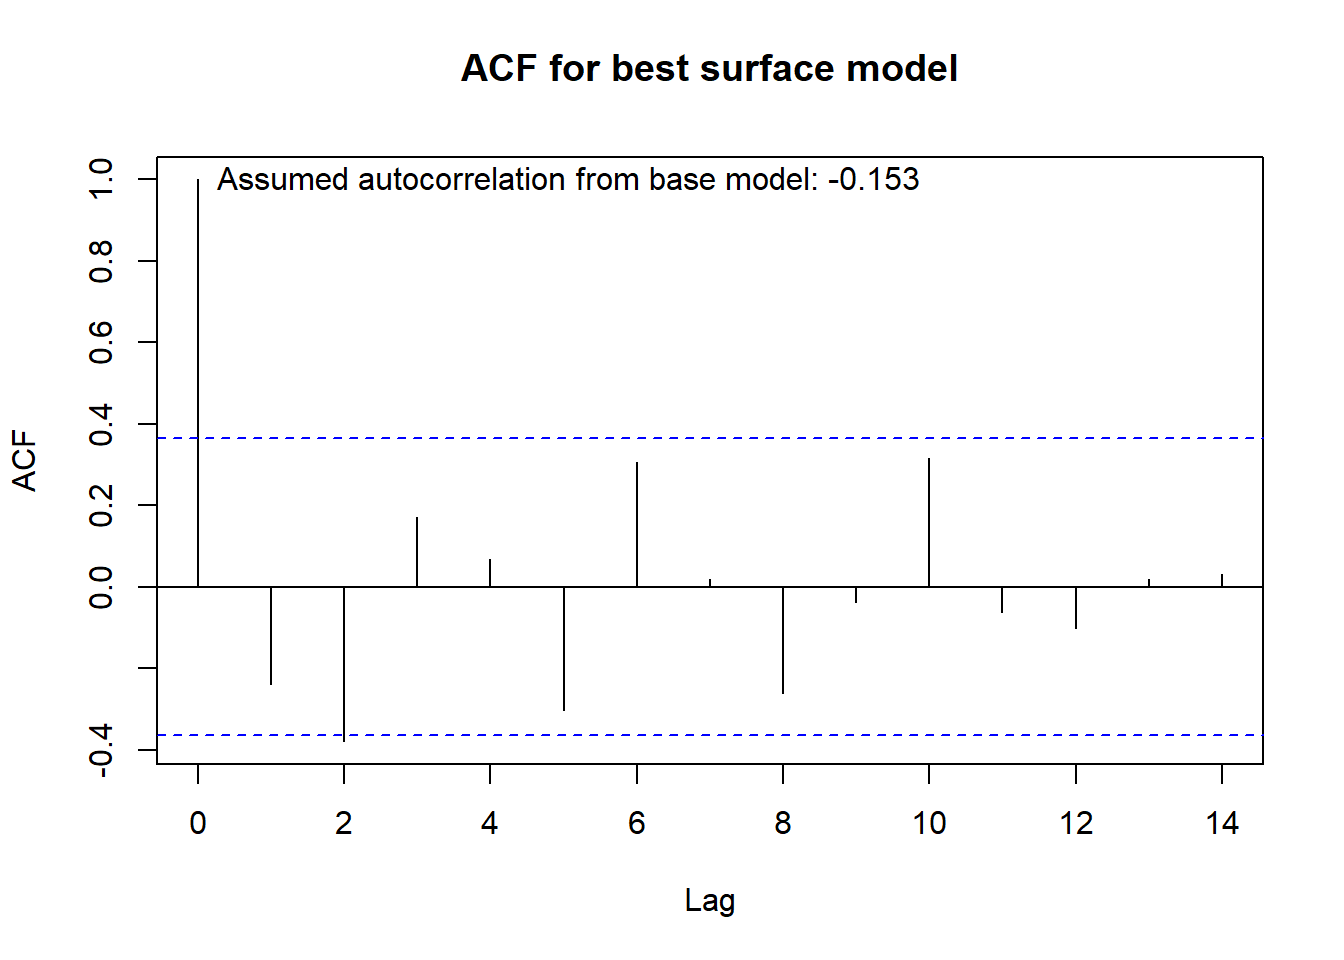 ACF for best surface model
Assumed autocorrelation from base model: -0.153
1.0
0.8
0.6
0.4
0.2
0.0
-0.4
ACF
0 2 4 6 8 10 12 14
Lag